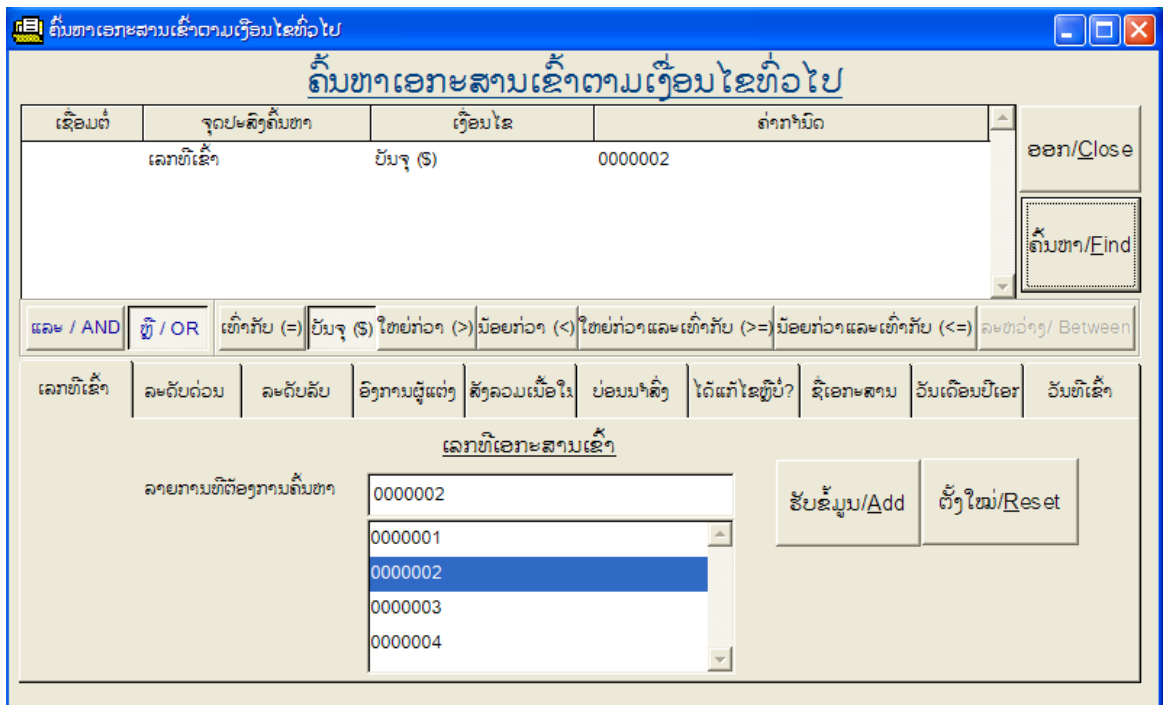 ຄົ້ນຫາເອກະສານເຂົ້າຕາມເງື່ອນໄຂທົ່ວໄປ
ຄົ້ນຫາເອກະສານເຂົ້າຕາມເງື່ອນໄຂທົ່ວໄປ
ເຊື່ອມຕໍ່ ຈຸດປະສົງຄົ້ນຫາ ເງື່ອນໄຂ ຄ່າກຳນົດ
ເລກທີເຂົ້າ ບັນຈຸ ($) 0000002
ອອກ/Close
ຄົ້ນຫາ/Find
ແລະ / AND ຫຼື / OR ເທົ່າກັບ (=) ບັນຈຸ ($) ໃຫຍ່ກ່ວາ (>) ນ້ອຍກ່ວາ (<) ໃຫຍ່ກ່ວາແລະເທົ່າກັບ (>=) ນ້ອຍກ່ວາແລະເທົ່າກັບ (<=) ລະຫວ່າງ/ Between
ເລກທີເຂົ້າ ລະດັບດ່ວນ ລະດັບລັບ ອົງການຜູ້ແຕ່ງ ສັງລວມເນື້ອໃນ ບ່ອນນຳສົ່ງ ໄດ້ແກ້ໄຂຫຼືບໍ່? ຊື່ເອກະສານ ວັນເດືອນປີເອກ ວັນທີເຂົ້າ
ເລກທີເອກະສານເຂົ້າ
ລາຍການທີ່ຕ້ອງການຄົ້ນຫາ 0000002
ຮັບຂໍ້ມູນ/Add ຕັ້ງໃໝ່/Reset
0000001
0000002
0000003
0000004